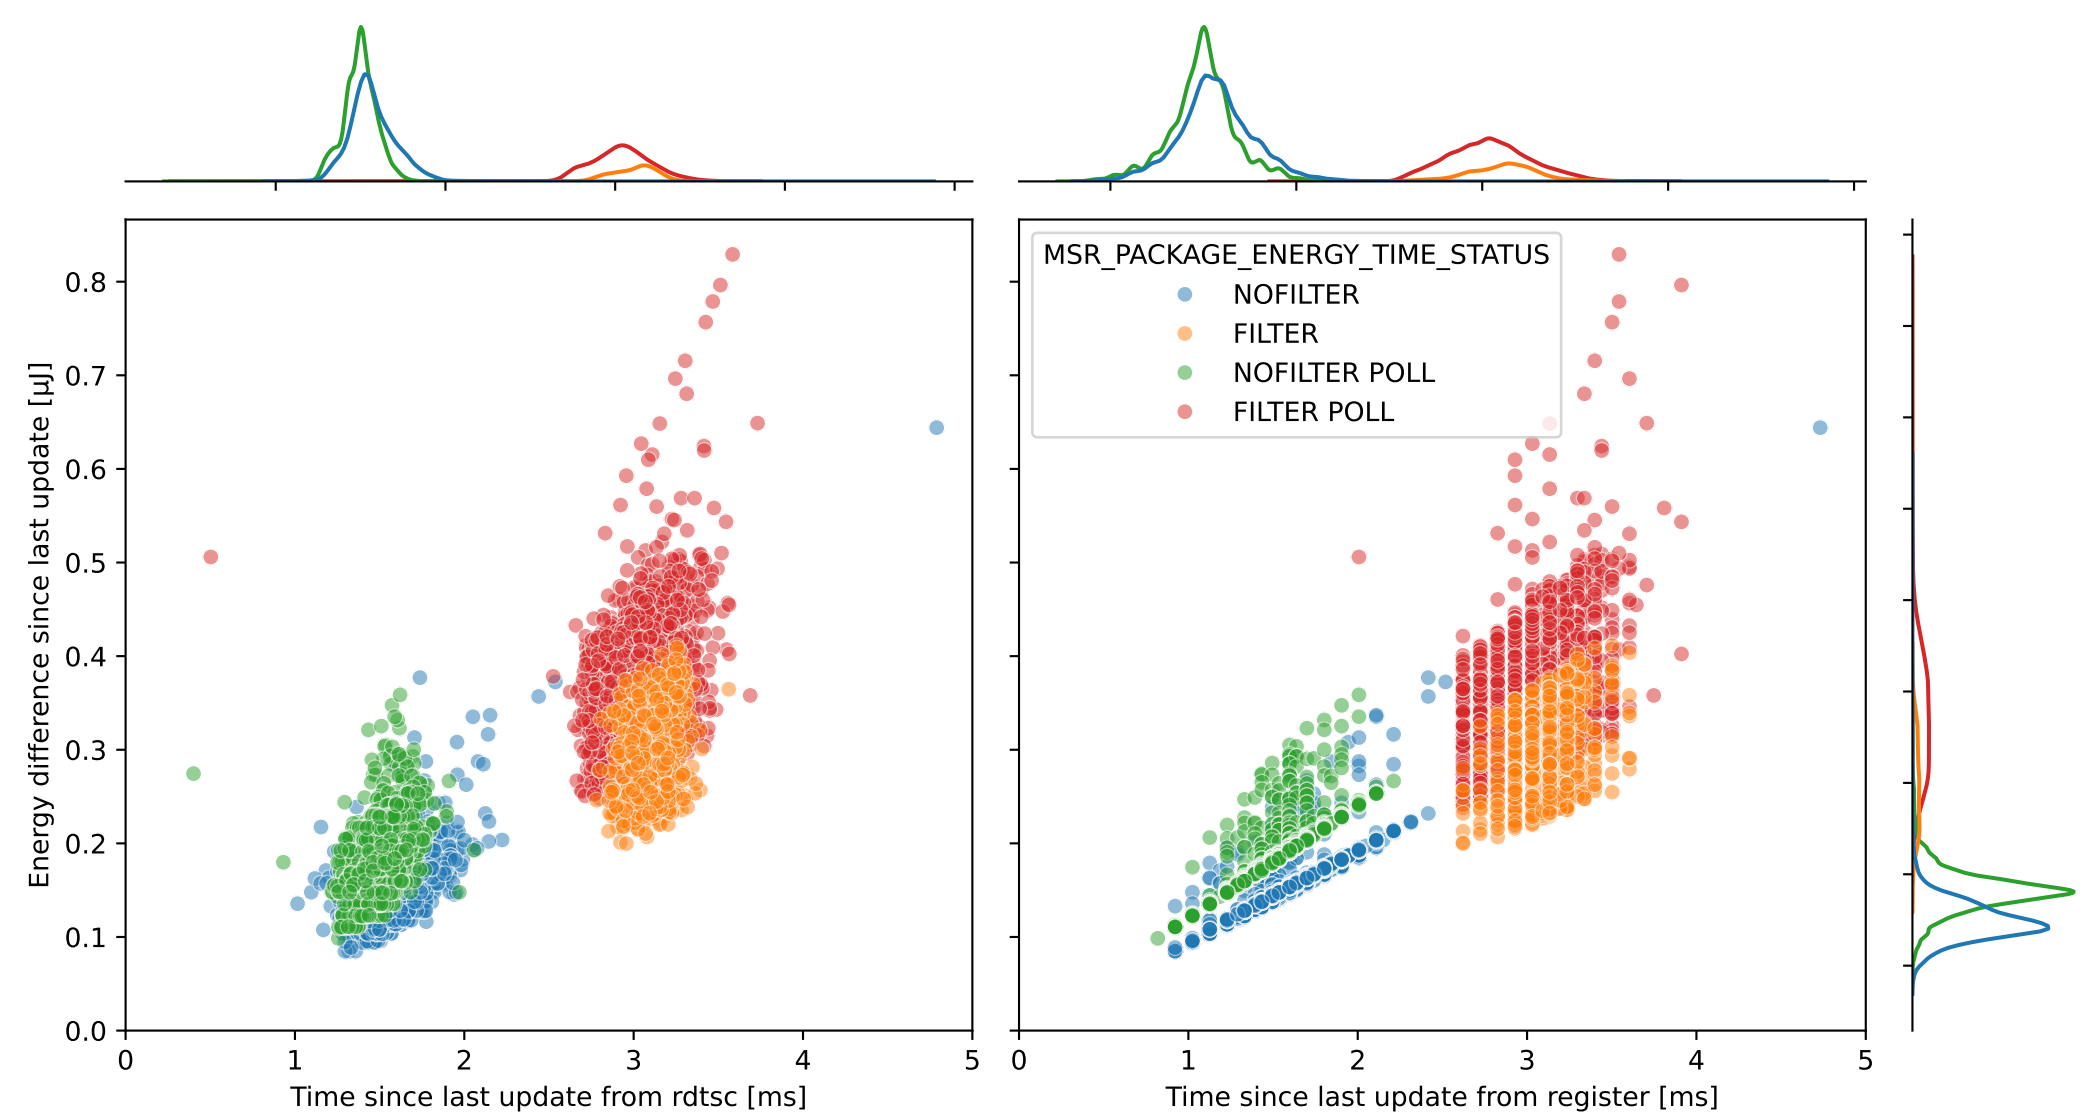 MSR_PACKAGE_ENERGY_TIME_STATUS
NOFILTER
FILTER
NOFILTER POLL
FILTER POLL
Energy difference since last update [µJ]
0.8
0.7
0.6
0.5
0.4
0.3
0.2
0.1
0.0
0 1 2 3 4 5
0 1 2 3 4 5
Time since last update from rdtsc [ms]
Time since last update from register [ms]